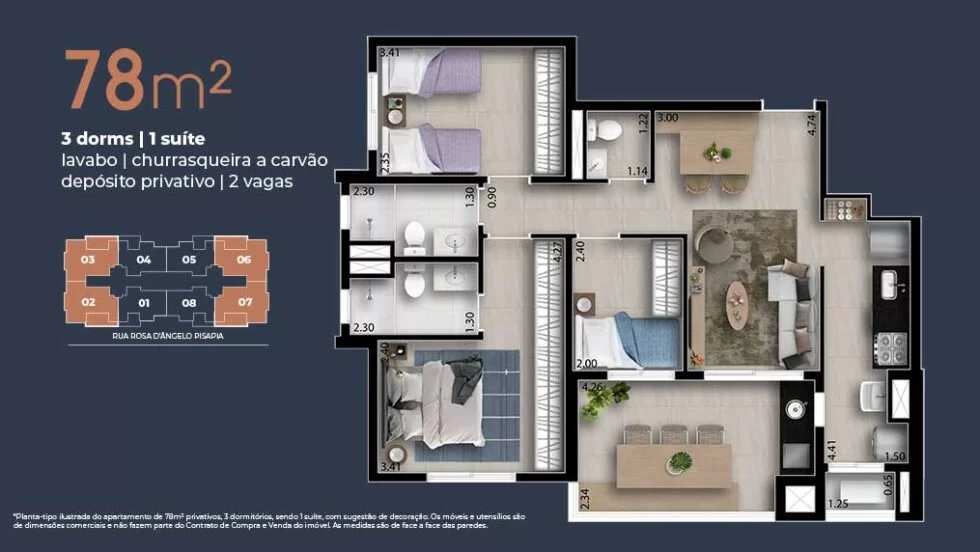 78m²
3 dorms | 1 suíte
lavabo | churrasqueira a carvão
depósito privativo | 2 vagas
03 04 05 06
02 01 08 07
RUA ROSA D'ÂNGELO PISAPIA
3.41
2.35
1.22
1.14
3.00
4.74
2.30
1.30
0.90
4.27
2.40
2.30
1.30
2.40
2.00
3.41
4.26
2.34
4.41
1.50
0.65
1.25
*Planta-tipo ilustrada do apartamento de 78m² privativos, 3 dormitórios, sendo 1 suíte, com sugestão de decoração. Os móveis e utensílios são
de dimensões comerciais e não fazem parte do Contrato de Compra e Venda do imóvel. As medidas são de face a face das paredes.